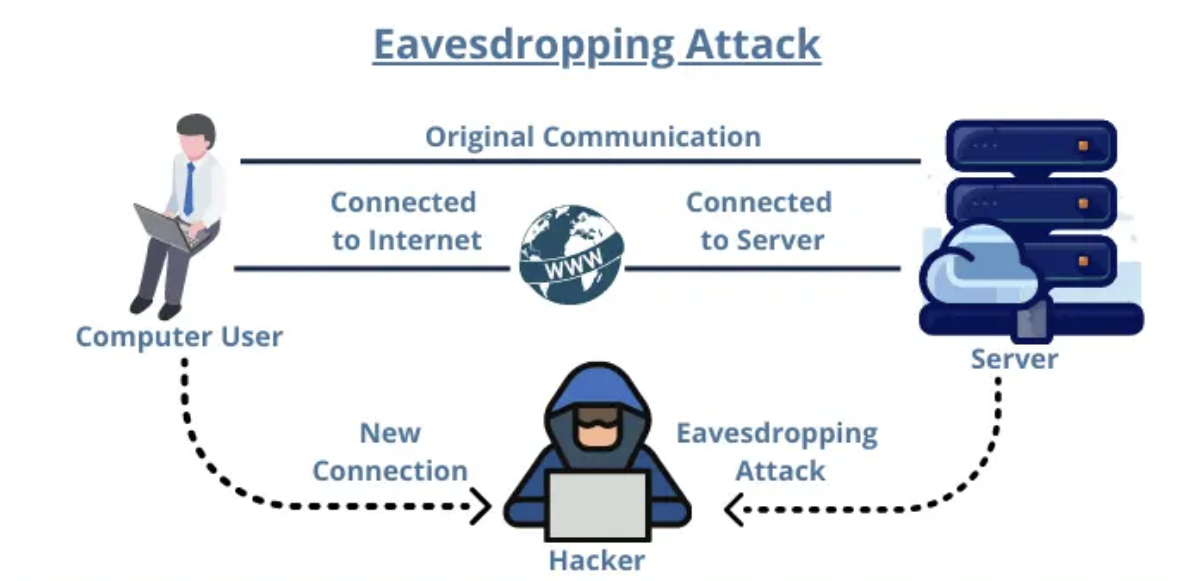 Eavesdropping Attack
Original Communication
Connected
to Internet
Connected
to Server
WWW
Computer User
Server
New
Connection
Eavesdropping
Attack
Hacker